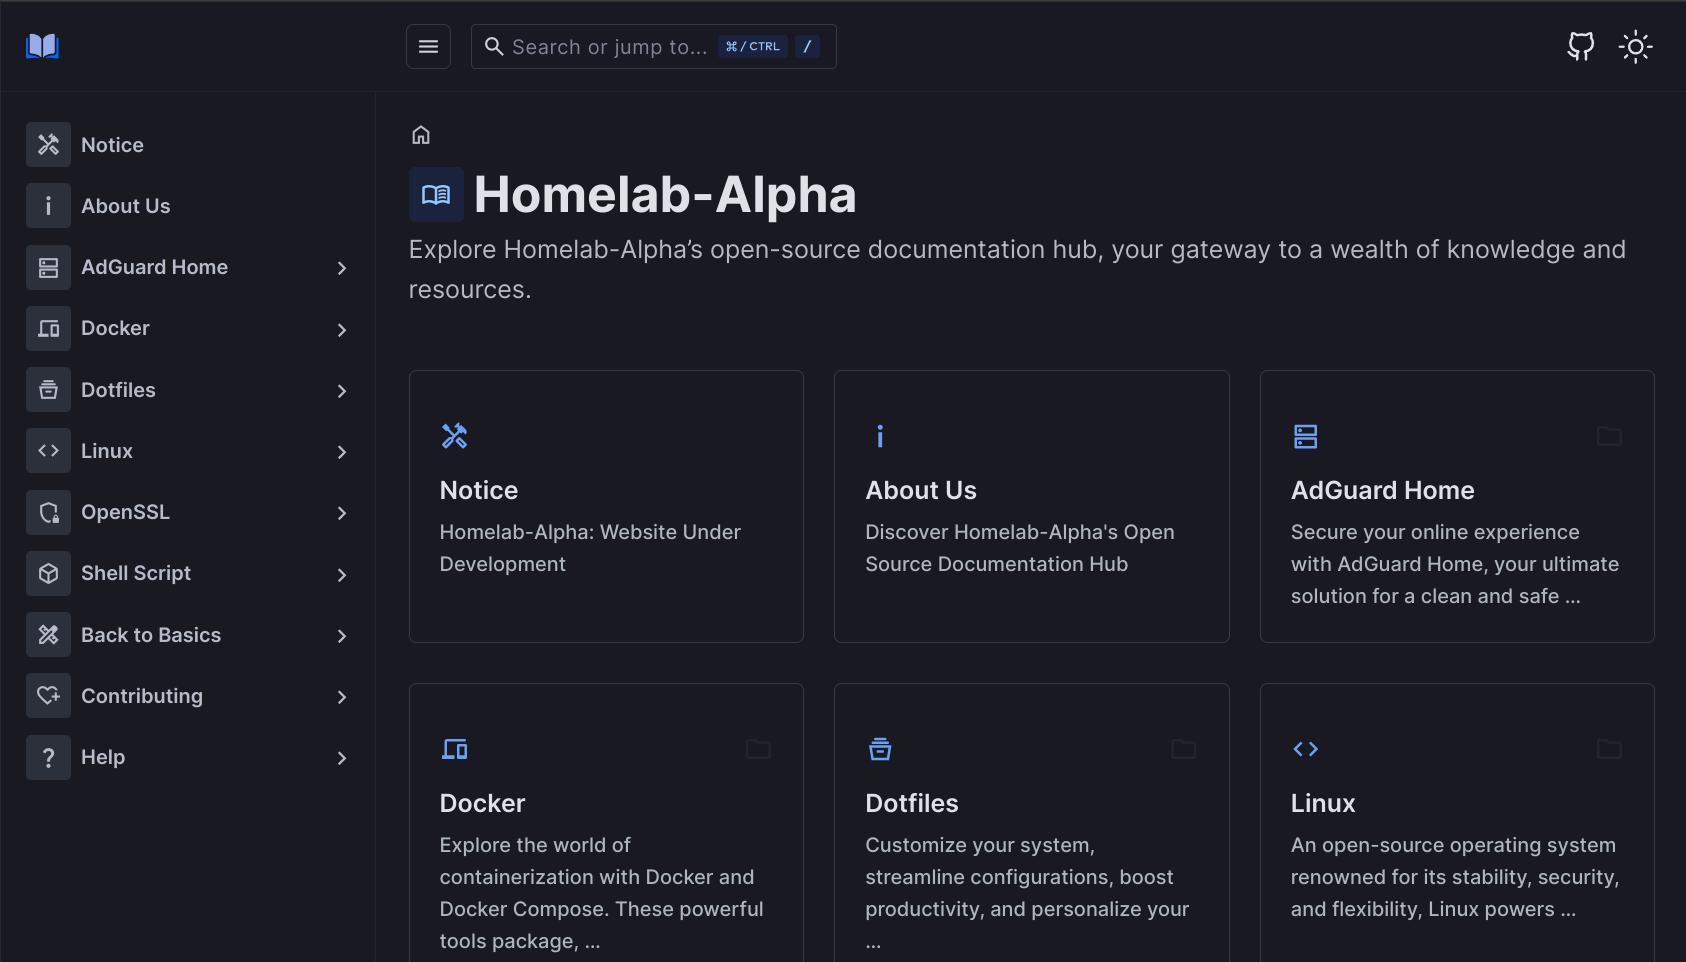 Search or jump to... ⌘/CTRL /
Notice
About Us
AdGuard Home
Docker
Dotfiles
Linux
OpenSSL
Shell Script
Back to Basics
Contributing
Help
Homelab-Alpha
Explore Homelab-Alpha’s open-source documentation hub, your gateway to a wealth of knowledge and
resources.
Notice
Homelab-Alpha: Website Under
Development
About Us
Discover Homelab-Alpha's Open
Source Documentation Hub
AdGuard Home
Secure your online experience
with AdGuard Home, your ultimate
solution for a clean and safe ...
Docker
Explore the world of
containerization with Docker and
Docker Compose. These powerful
tools package, ...
Dotfiles
Customize your system,
streamline configurations, boost
productivity, and personalize your
...
Linux
An open-source operating system
renowned for its stability, security,
and flexibility, Linux powers ...